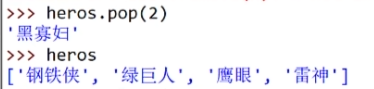 >>> heros.pop(2)
'黑寡妇'
>>> heros
['钢铁侠', '绿巨人', '鹰眼', '雷神']